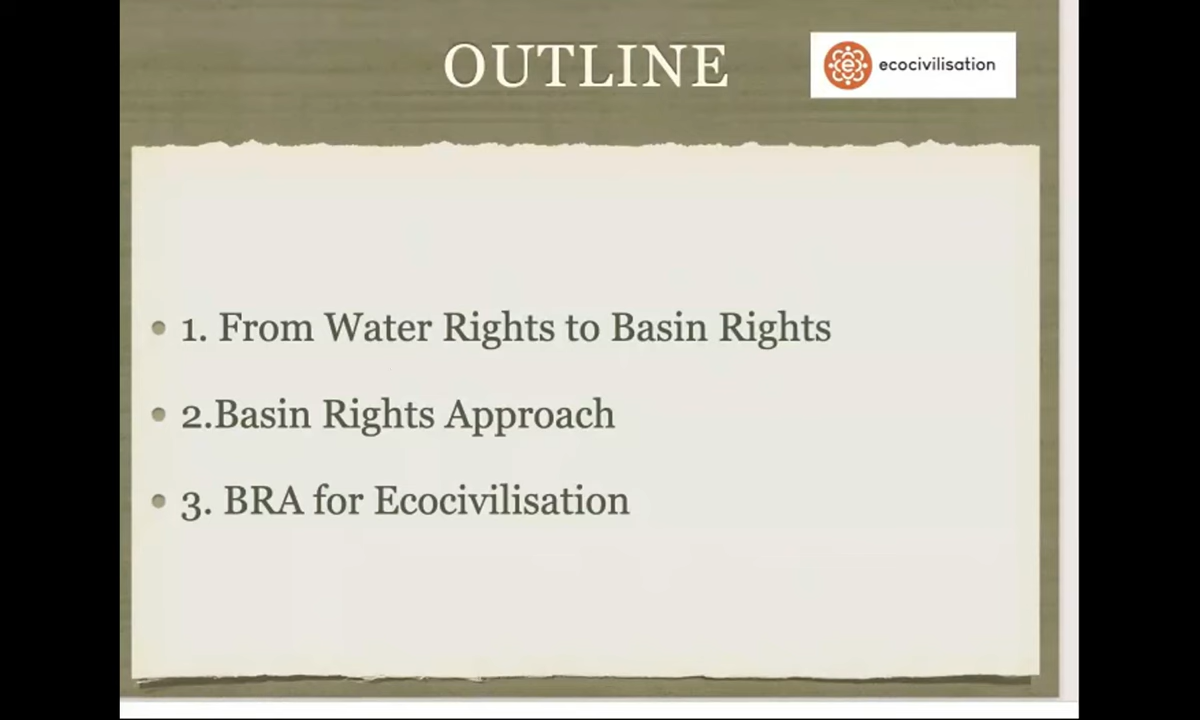 OUTLINE
ecocivilisation
• 1. From Water Rights to Basin Rights
• 2.Basin Rights Approach
• 3. BRA for Ecocivilisation